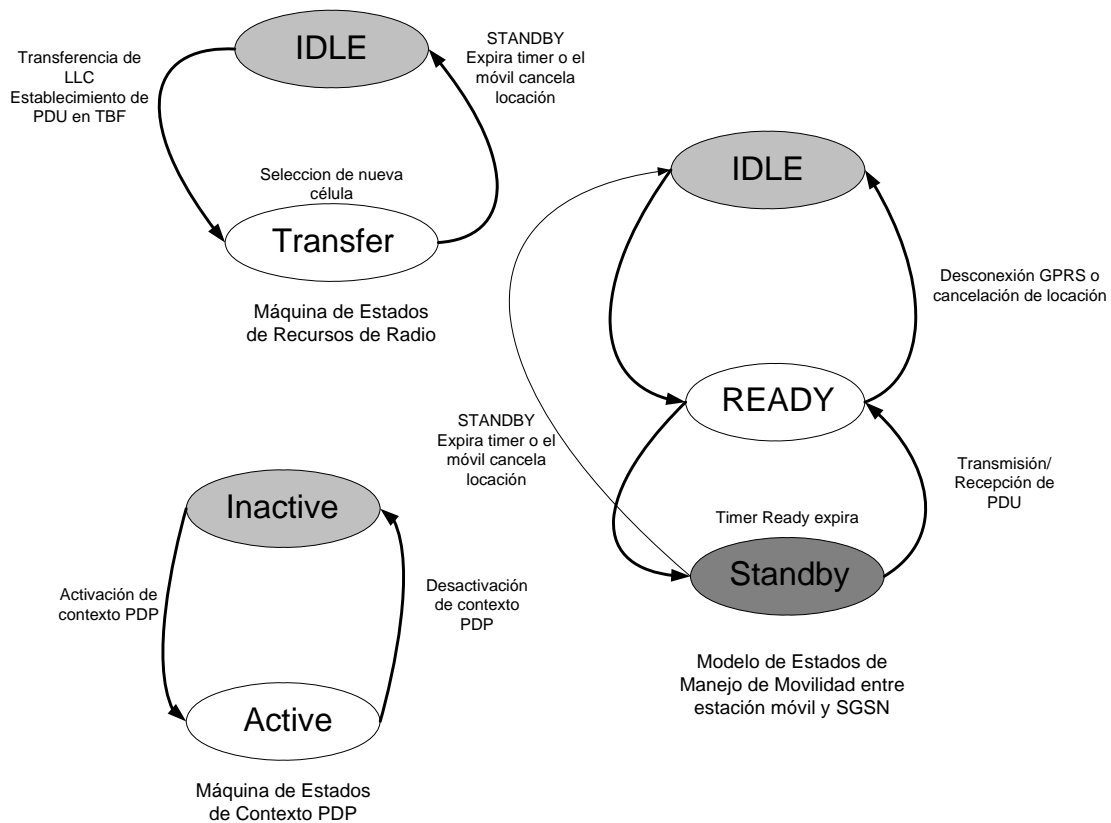 IDLE
Transferencia de
LLC
Establecimiento de
PDU en TBF
STANDBY
Expira timer o el
móvil cancela
locación
Seleccion de nueva
célula
Transfer
Máquina de Estados
de Recursos de Radio
IDLE
Desconexión GPRS o
cancelación de locación
READY
STANDBY
Expira timer o el
móvil cancela
locación
Transmisión/
Recepción de
PDU
Timer Ready expira
Standby
Modelo de Estados de
Manejo de Movilidad entre
estación móvil y SGSN
Inactive
Activación de
contexto PDP
Desactivación
de contexto
PDP
Active
Máquina de Estados
de Contexto PDP